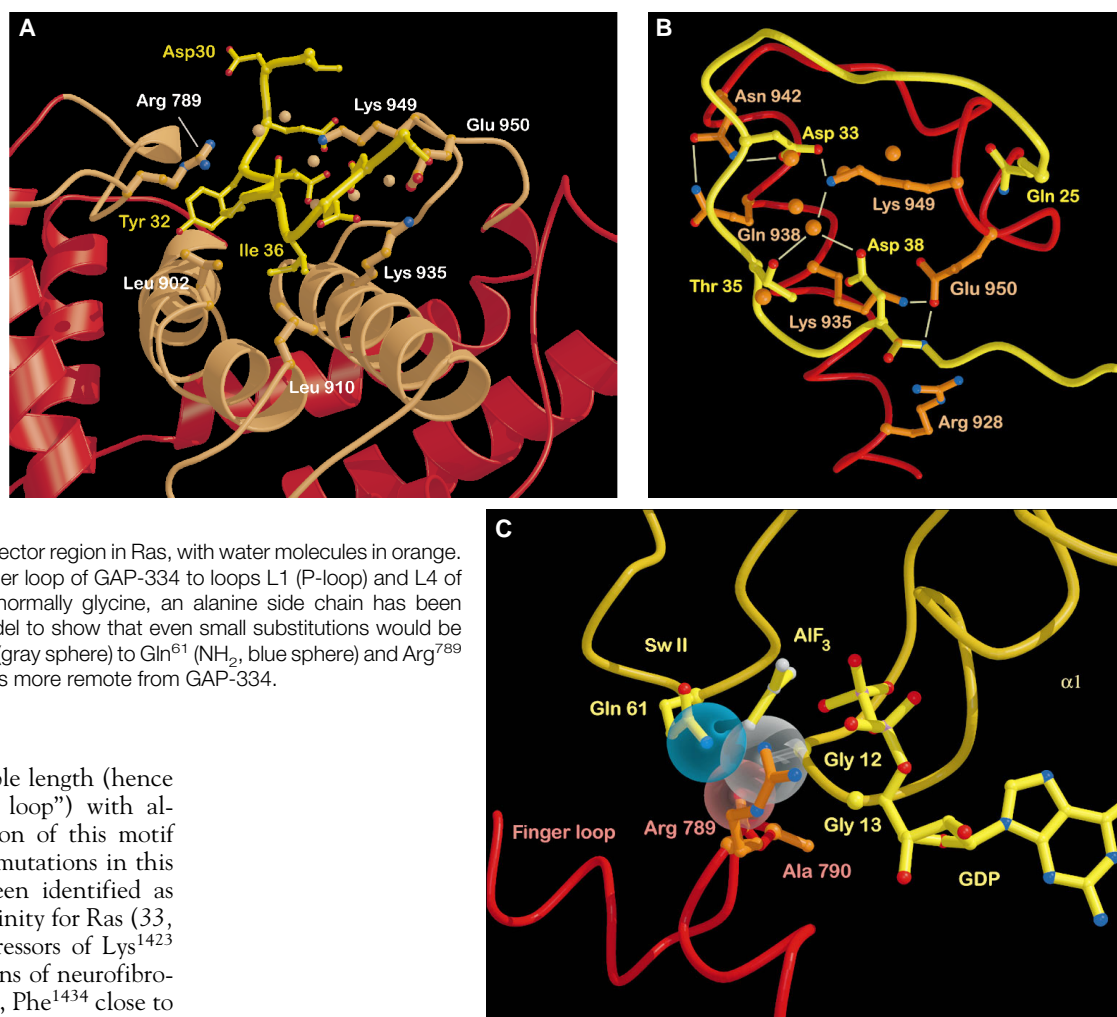 A
Asp30
Arg 789
Lys 949
Glu 950
Tyr 32
Ile 36
Lys 935
Leu 902
Leu 910
B
Asn 942
Asp 33
Gln 25
Lys 949
Gln 938
Asp 38
Thr 35
Glu 950
Lys 935
Arg 928
ector region in Ras, with water molecules in orange.
er loop of GAP-334 to loops L1 (P-loop) and L4 of
normally glycine, an alanine side chain has been
del to show that even small substitutions would be
(gray sphere) to Gln⁶¹ (NH₂, blue sphere) and Arg⁷⁸⁹
s more remote from GAP-334.
ple length (hence
loop”) with al-
ion of this motif
mutations in this
een identified as
inity for Ras (33,
ressors of Lys¹⁴²³
ns of neurofibro-
, Phe¹⁴³⁴ close to
C
Sw II
AlF₃
α1
Gln 61
Gly 12
Gly 13
Finger loop
Arg 789
Ala 790
GDP